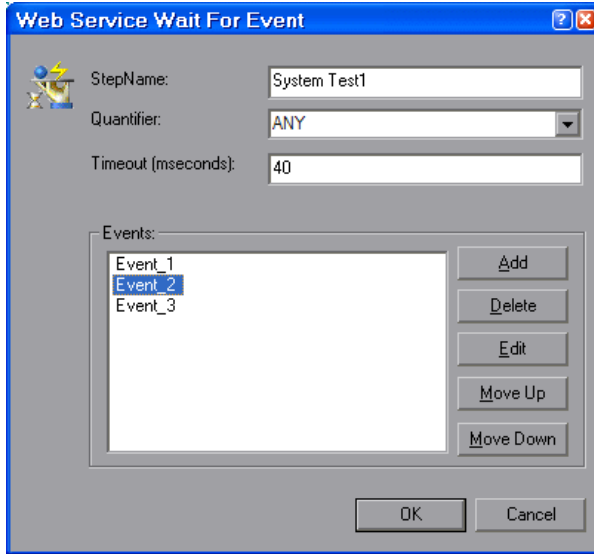 Web Service Wait For Event
StepName: System Test1
Quantifier: ANY
Timeout (mseconds): 40
Events:
Event_1
Event_2
Event_3
Add
Delete
Edit
Move Up
Move Down
OK Cancel